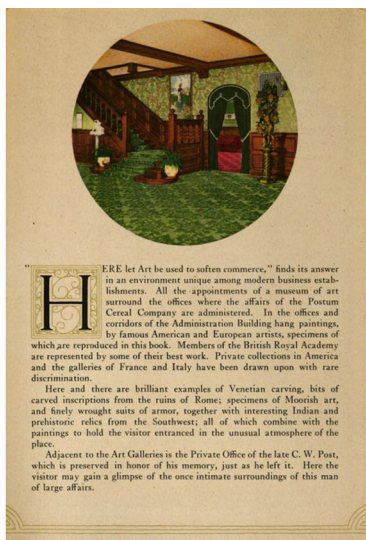 "HERE let Art be used to soften commerce," finds its answer
in an environment unique among modern business estab-
lishments. All the appointments of a museum of art
surround the offices where the affairs of the Postum
Cereal Company are administered. In the offices and
corridors of the Administration Building hang paintings,
by famous American and European artists, specimens of
which are reproduced in this book. Members of the British Royal Academy
are represented by some of their best work. Private collections in America
and the galleries of France and Italy have been drawn upon with rare
discrimination.
Here and there are brilliant examples of Venetian carving, bits of
carved inscriptions from the ruins of Rome; specimens of Moorish art,
and finely wrought suits of armor, together with interesting Indian and
prehistoric relics from the Southwest; all of which combine with the
paintings to hold the visitor entranced in the unusual atmosphere of the
place.
Adjacent to the Art Galleries is the Private Office of the late C. W. Post,
which is preserved in honor of his memory, just as he left it. Here the
visitor may gain a glimpse of the once intimate surroundings of this man
of large affairs.